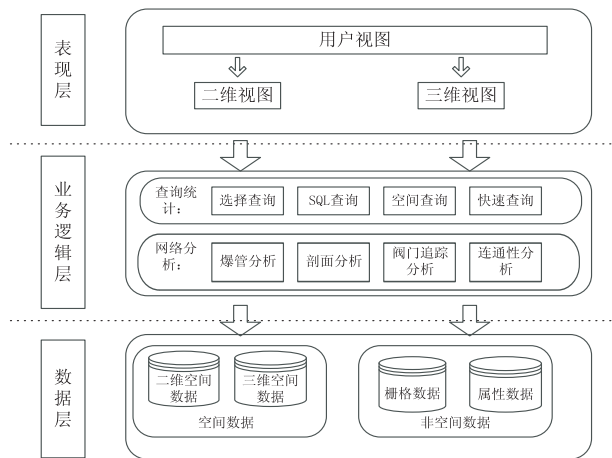 表现层
用户视图
二维视图
三维视图
业务逻辑层
查询统计：
选择查询
SQL查询
空间查询
快速查询
网络分析：
爆管分析
剖面分析
阀门追踪
分析
连通性分
析
数据层
二维空间
数据
三维空间
数据
空间数据
栅格数据
属性数据
非空间数据